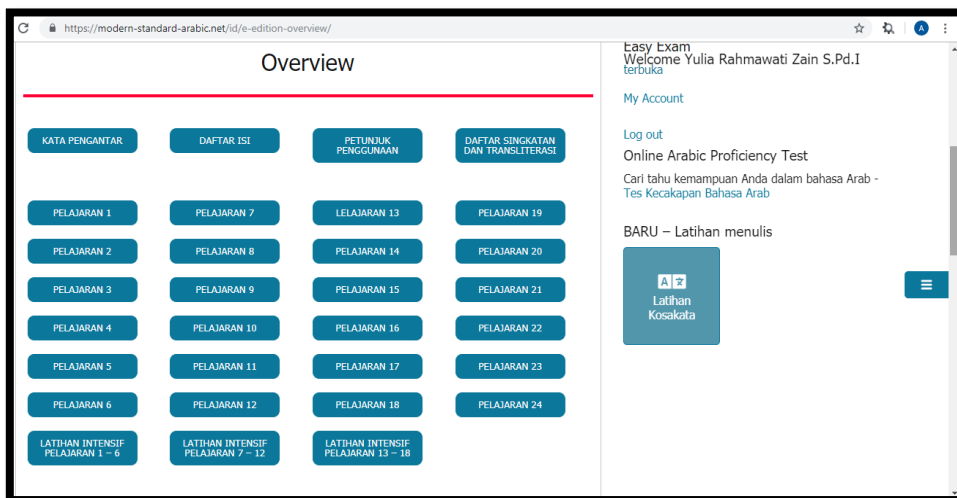 https://modern-standard-arabic.net/id/e-edition-overview/
A
Overview
KATA PENGANTAR
DAFTAR ISI
PETUNJUK
PENGGUNAAN
DAFTAR SINGKATAN
DAN TRANSLITERASI
PELAJARAN 1
PELAJARAN 7
LELAJARAN 13
PELAJARAN 19
PELAJARAN 2
PELAJARAN 8
PELAJARAN 14
PELAJARAN 20
PELAJARAN 3
PELAJARAN 9
PELAJARAN 15
PELAJARAN 21
PELAJARAN 4
PELAJARAN 10
PELAJARAN 16
PELAJARAN 22
PELAJARAN 5
PELAJARAN 11
PELAJARAN 17
PELAJARAN 23
PELAJARAN 6
PELAJARAN 12
PELAJARAN 18
PELAJARAN 24
LATIHAN INTENSIF
PELAJARAN 1 – 6
LATIHAN INTENSIF
PELAJARAN 7 – 12
LATIHAN INTENSIF
PELAJARAN 13 – 18
Easy Exam
Welcome Yulia Rahmawati Zain S.Pd.I
terbuka
My Account
Log out
Online Arabic Proficiency Test
Cari tahu kemampuan Anda dalam bahasa Arab -
Tes Kecakapan Bahasa Arab
BARU – Latihan menulis
A
Latihan
Kosakata